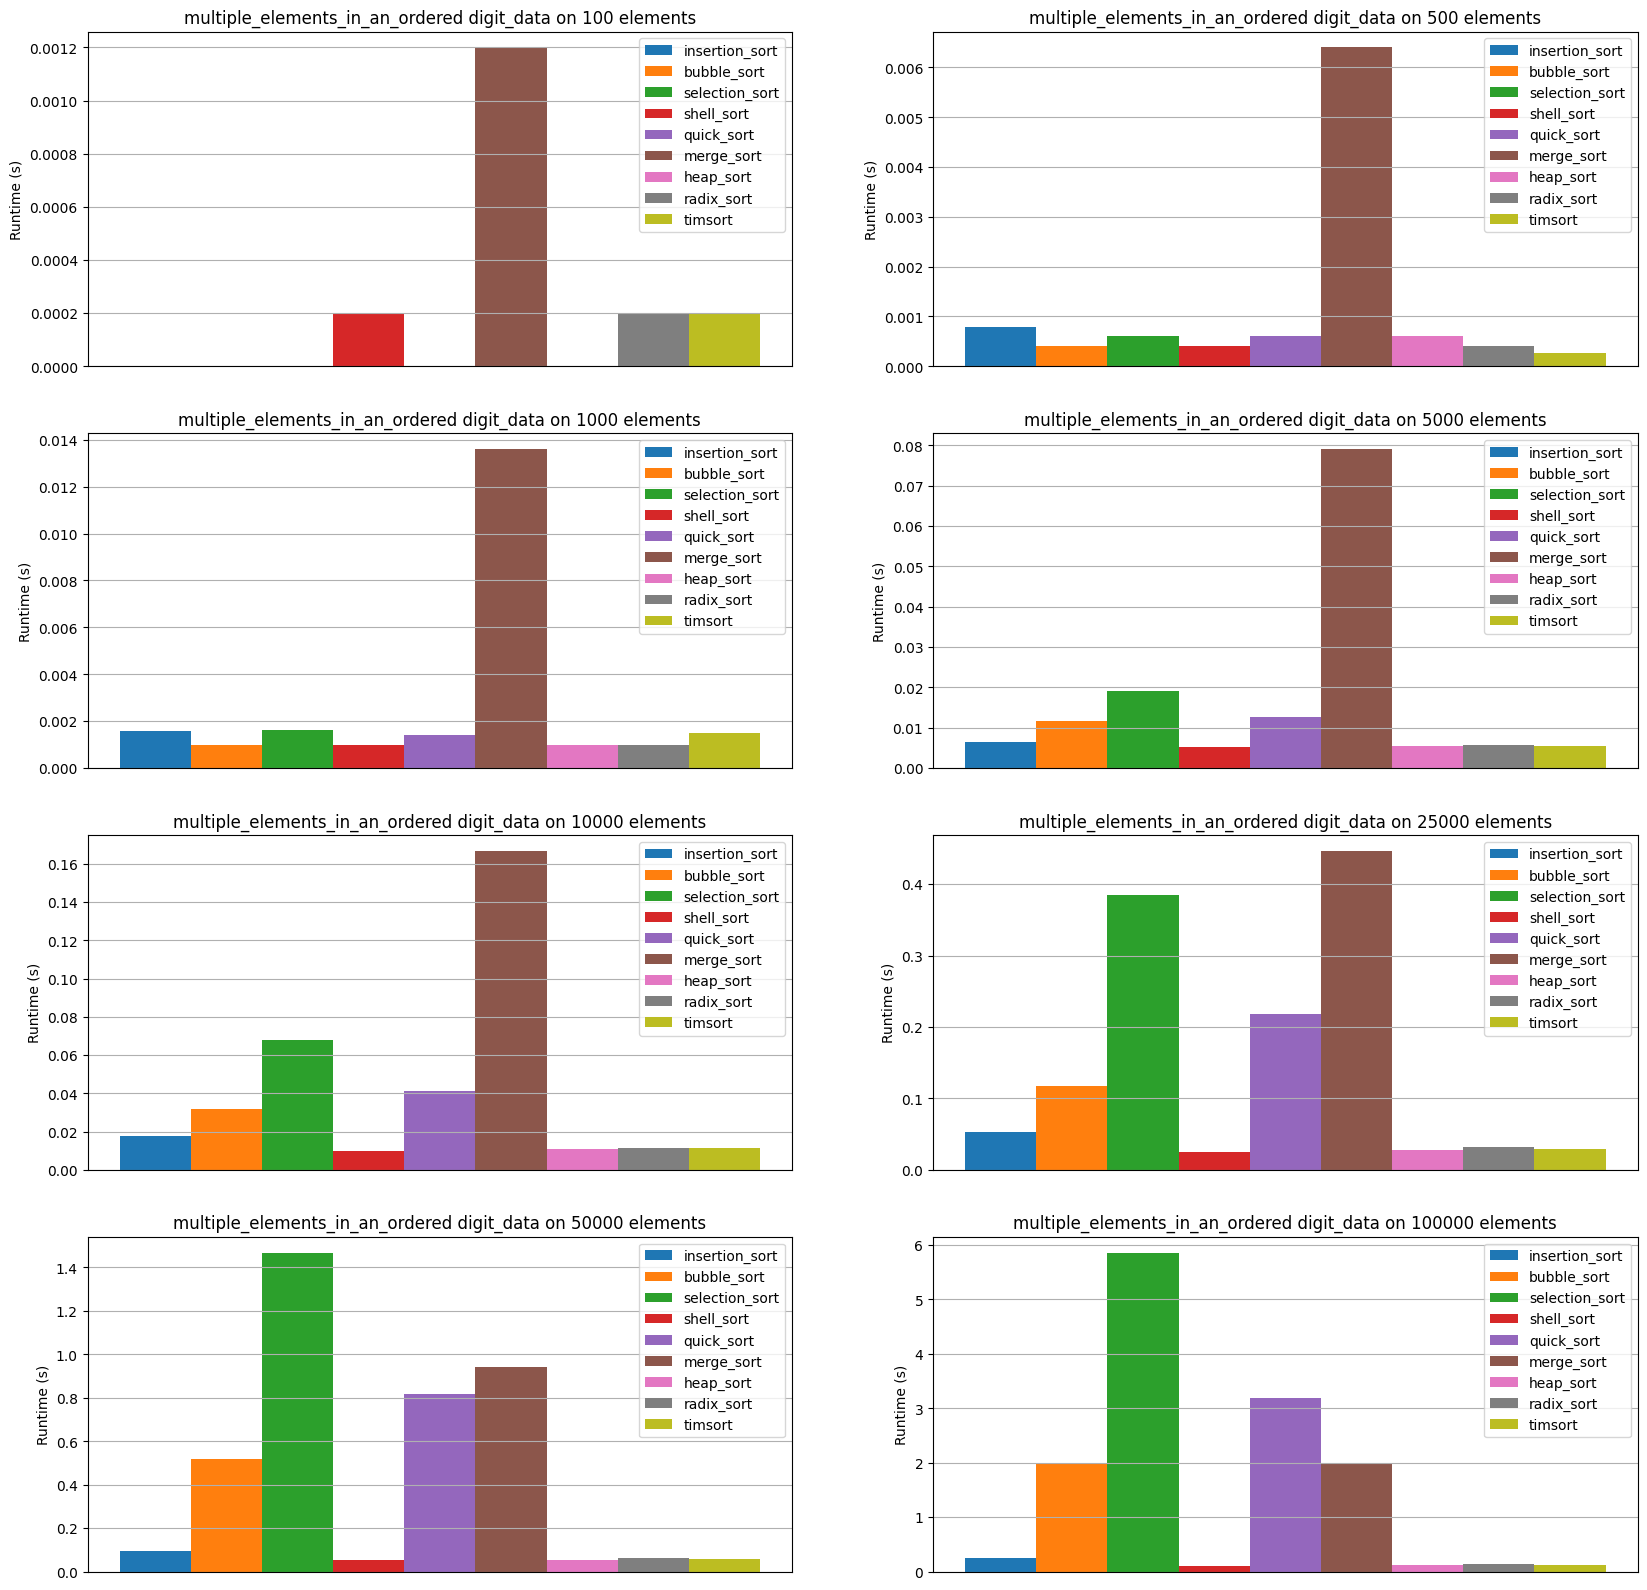 multiple_elements_in_an_ordered digit_data on 100 elements
Runtime (s)
0.0012
0.0010
0.0008
0.0006
0.0004
0.0002
0.0000
insertion_sort
bubble_sort
selection_sort
shell_sort
quick_sort
merge_sort
heap_sort
radix_sort
timsort
multiple_elements_in_an_ordered digit_data on 500 elements
Runtime (s)
0.006
0.005
0.004
0.003
0.002
0.001
0.000
insertion_sort
bubble_sort
selection_sort
shell_sort
quick_sort
merge_sort
heap_sort
radix_sort
timsort
multiple_elements_in_an_ordered digit_data on 1000 elements
Runtime (s)
0.014
0.012
0.010
0.008
0.006
0.004
0.002
0.000
insertion_sort
bubble_sort
selection_sort
shell_sort
quick_sort
merge_sort
heap_sort
radix_sort
timsort
multiple_elements_in_an_ordered digit_data on 5000 elements
Runtime (s)
0.08
0.07
0.06
0.05
0.04
0.03
0.02
0.01
0.00
insertion_sort
bubble_sort
selection_sort
shell_sort
quick_sort
merge_sort
heap_sort
radix_sort
timsort
multiple_elements_in_an_ordered digit_data on 10000 elements
Runtime (s)
0.16
0.14
0.12
0.10
0.08
0.06
0.04
0.02
0.00
insertion_sort
bubble_sort
selection_sort
shell_sort
quick_sort
merge_sort
heap_sort
radix_sort
timsort
multiple_elements_in_an_ordered digit_data on 25000 elements
Runtime (s)
0.4
0.3
0.2
0.1
0.0
insertion_sort
bubble_sort
selection_sort
shell_sort
quick_sort
merge_sort
heap_sort
radix_sort
timsort
multiple_elements_in_an_ordered digit_data on 50000 elements
Runtime (s)
1.4
1.2
1.0
0.8
0.6
0.4
0.2
0.0
insertion_sort
bubble_sort
selection_sort
shell_sort
quick_sort
merge_sort
heap_sort
radix_sort
timsort
multiple_elements_in_an_ordered digit_data on 100000 elements
Runtime (s)
6
5
4
3
2
1
0
insertion_sort
bubble_sort
selection_sort
shell_sort
quick_sort
merge_sort
heap_sort
radix_sort
timsort